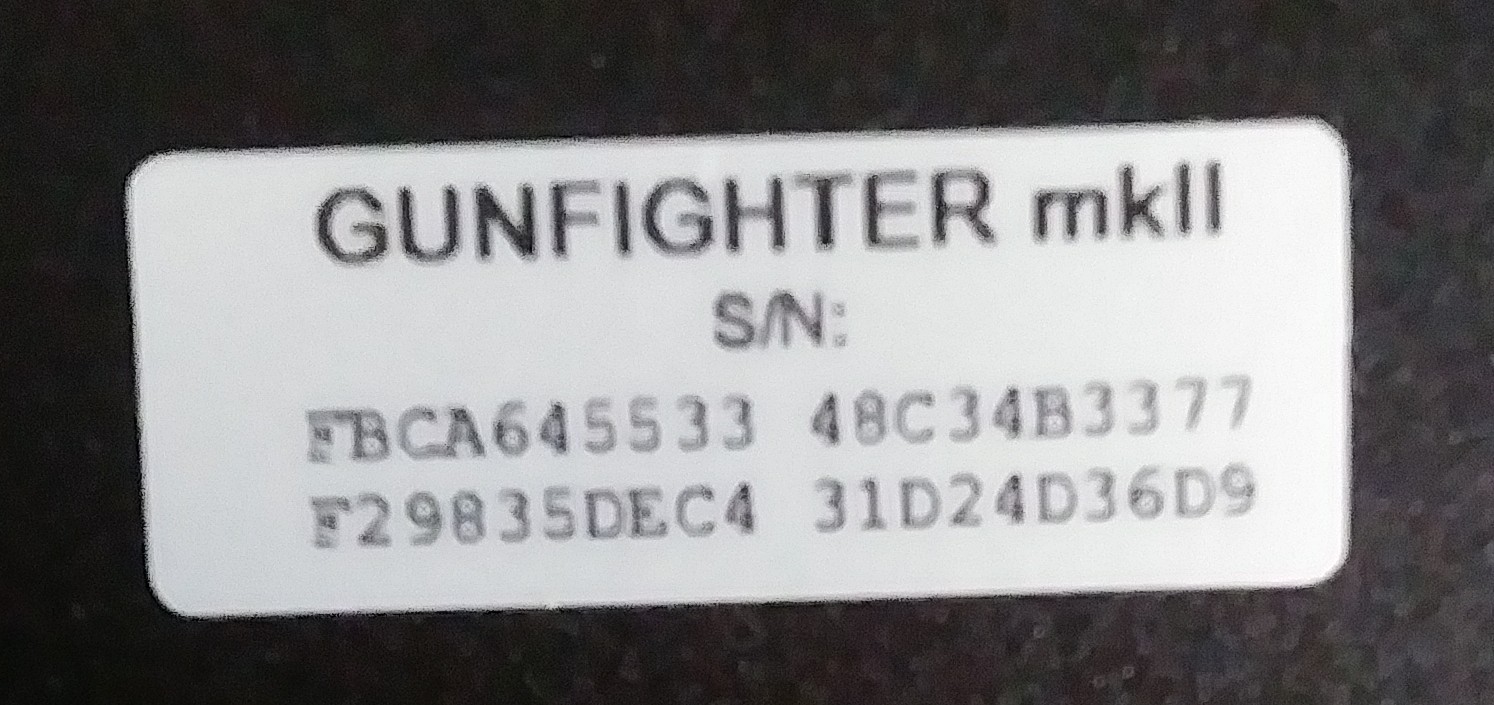 GUNFIGHTER mkII
S/N:
FBCA645533 48C34B3377
F29835DEC4 31D24D36D9